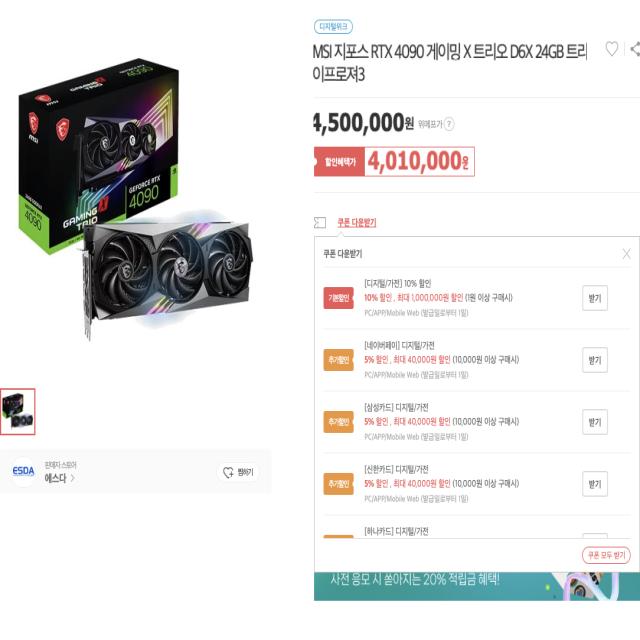 디지털위크
MSI 지포스 RTX 4090 게이밍 X 트리오 D6X 24GB 트리
이프로져3
4,500,000원 위메프가 ?
할인혜택가 4,010,000원
쿠폰 다운받기
쿠폰 다운받기
기본할인
[디지털/가전] 10% 할인
10% 할인 , 최대 1,000,000원 할인 (1원 이상 구매시)
PC/APP/Mobile Web (발급일로부터 1일)
받기
추가할인
[네이버페이] 디지털/가전
5% 할인 , 최대 40,000원 할인 (10,000원 이상 구매시)
PC/APP/Mobile Web (발급일로부터 1일)
받기
추가할인
[삼성카드] 디지털/가전
5% 할인 , 최대 40,000원 할인 (10,000원 이상 구매시)
PC/APP/Mobile Web (발급일로부터 1일)
받기
추가할인
[신한카드] 디지털/가전
5% 할인 , 최대 40,000원 할인 (10,000원 이상 구매시)
PC/APP/Mobile Web (발급일로부터 1일)
받기
[하나카드] 디지털/가전
쿠폰 모두 받기
사전 응모 시 쏟아지는 20% 적립금 혜택!
4090
msi
GEFORCE RTX
4090
GAMING X
TRIO
4090
ESDA
판매자 스토어
에스다 >
찜하기